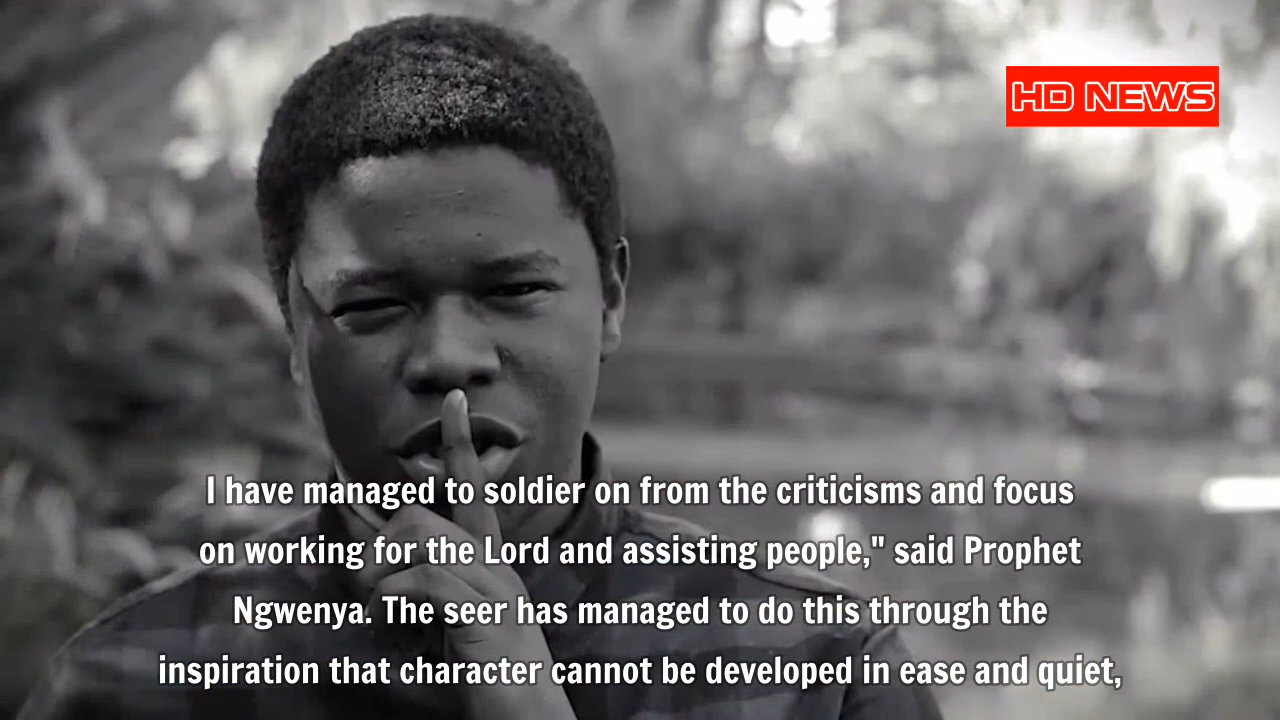 HD NEWS
I have managed to soldier on from the criticisms and focus
on working for the Lord and assisting people," said Prophet
Ngwenya. The seer has managed to do this through the
inspiration that character cannot be developed in ease and quiet,